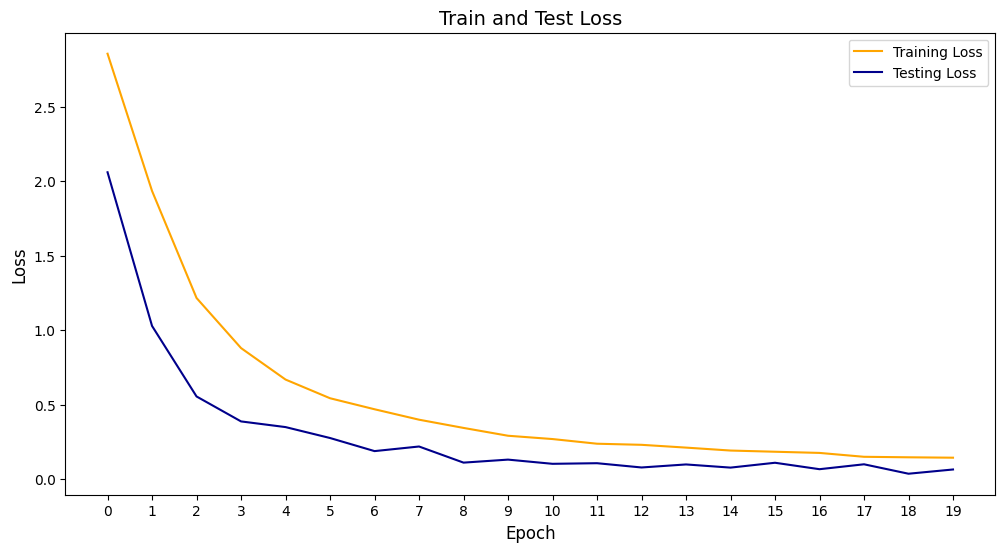 Train and Test Loss
Training Loss
Testing Loss
Loss
2.5
2.0
1.5
1.0
0.5
0.0
0 1 2 3 4 5 6 7 8 9 10 11 12 13 14 15 16 17 18 19
Epoch